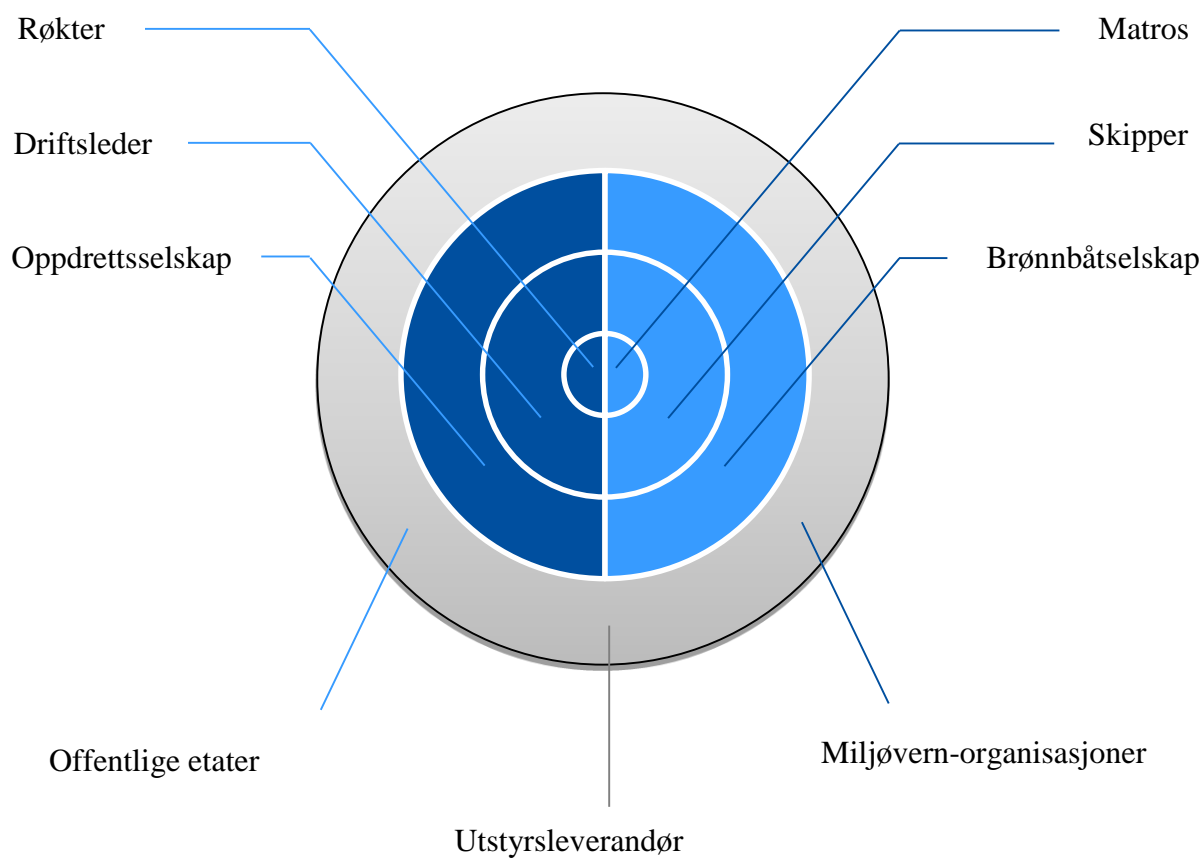 Røkter
Matros
Driftsleder
Skipper
Oppdrettsselskap
Brønnbåtselskap
Offentlige etater
Miljøvern-organisasjoner
Utstyrsleverandør